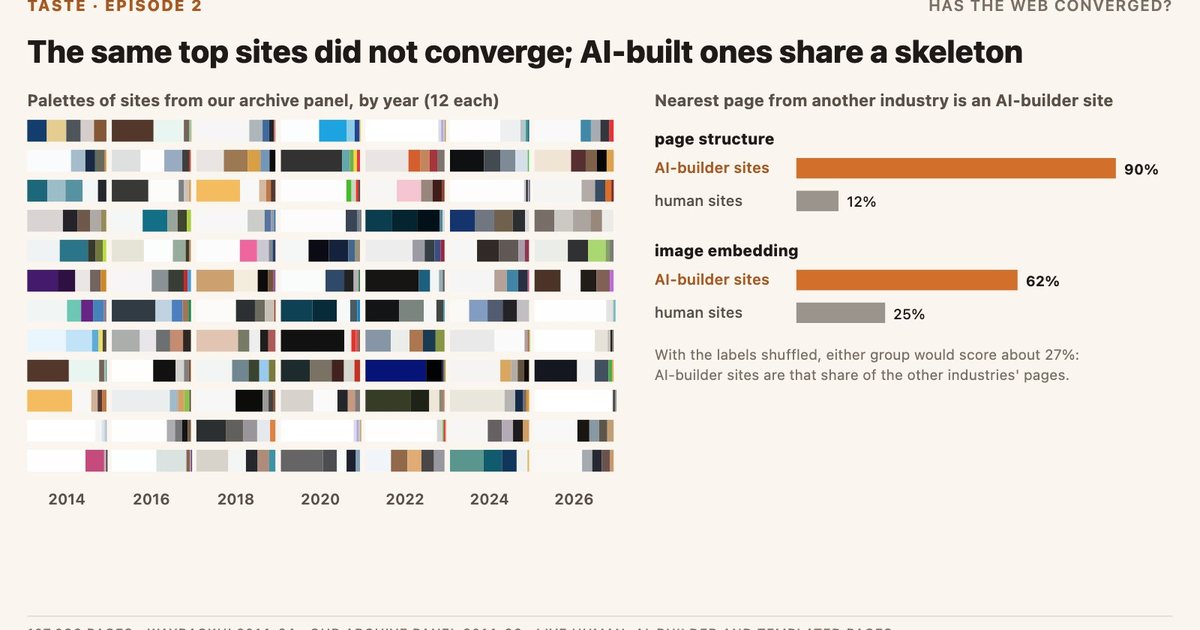 TASTE · EPISODE 2
HAS THE WEB CONVERGED?
The same top sites did not converge; AI-built ones share a skeleton
Palettes of sites from our archive panel, by year (12 each)
2014 2016 2018 2020 2022 2024 2026
Nearest page from another industry is an AI-builder site
page structure
AI-builder sites 90%
human sites 12%
image embedding
AI-builder sites 62%
human sites 25%
With the labels shuffled, either group would score about 27%:
AI-builder sites are that share of the other industries' pages.